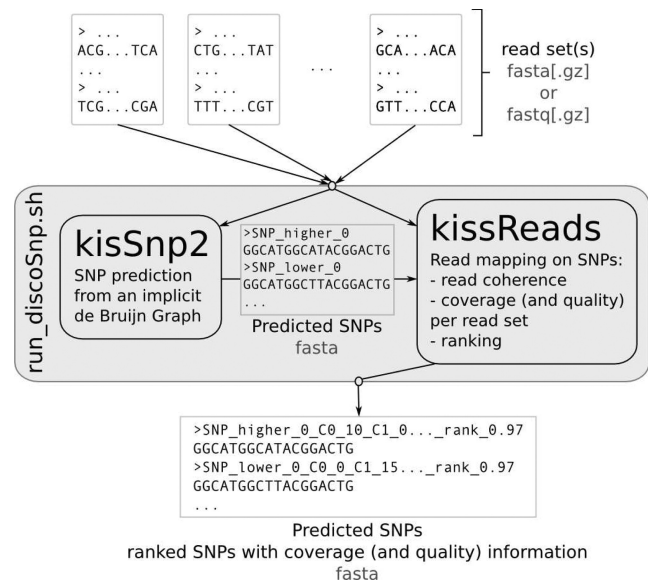 > ...
ACG...TCA
...
> ...
TCG...CGA
> ...
CTG...TAT
...
> ...
TTT...CGT
...
> ...
GCA...ACA
...
> ...
GTT...CCA
read set(s)
fasta[.gz]
or
fastq[.gz]
run_discoSnp.sh
kisSnp2
SNP prediction
from an implicit
de Bruijn Graph
>SNP_higher_0
GGCATGGCATACGGACTG
>SNP_lower_0
GGCATGGCTTACGGACTG
...
Predicted SNPs
fasta
kissReads
Read mapping on SNPs:
- read coherence
- coverage (and quality)
per read set
- ranking
>SNP_higher_0_C0_10_C1_0..._rank_0.97
GGCATGGCATACGGACTG
>SNP_lower_0_C0_0_C1_15..._rank_0.97
GGCATGGCTTACGGACTG
...
Predicted SNPs
ranked SNPs with coverage (and quality) information
fasta